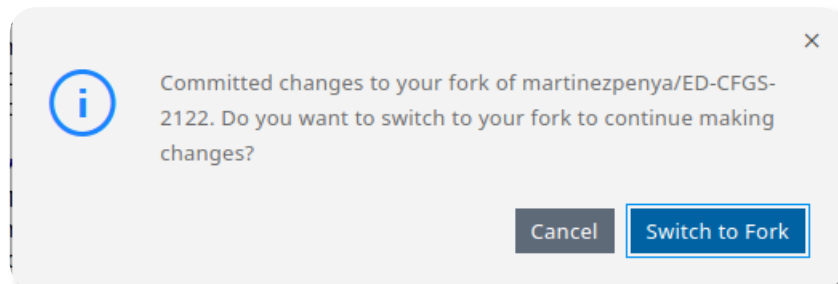 Committed changes to your fork of martinezpenya/ED-CFGS-
2122. Do you want to switch to your fork to continue making
changes?
Cancel
Switch to Fork